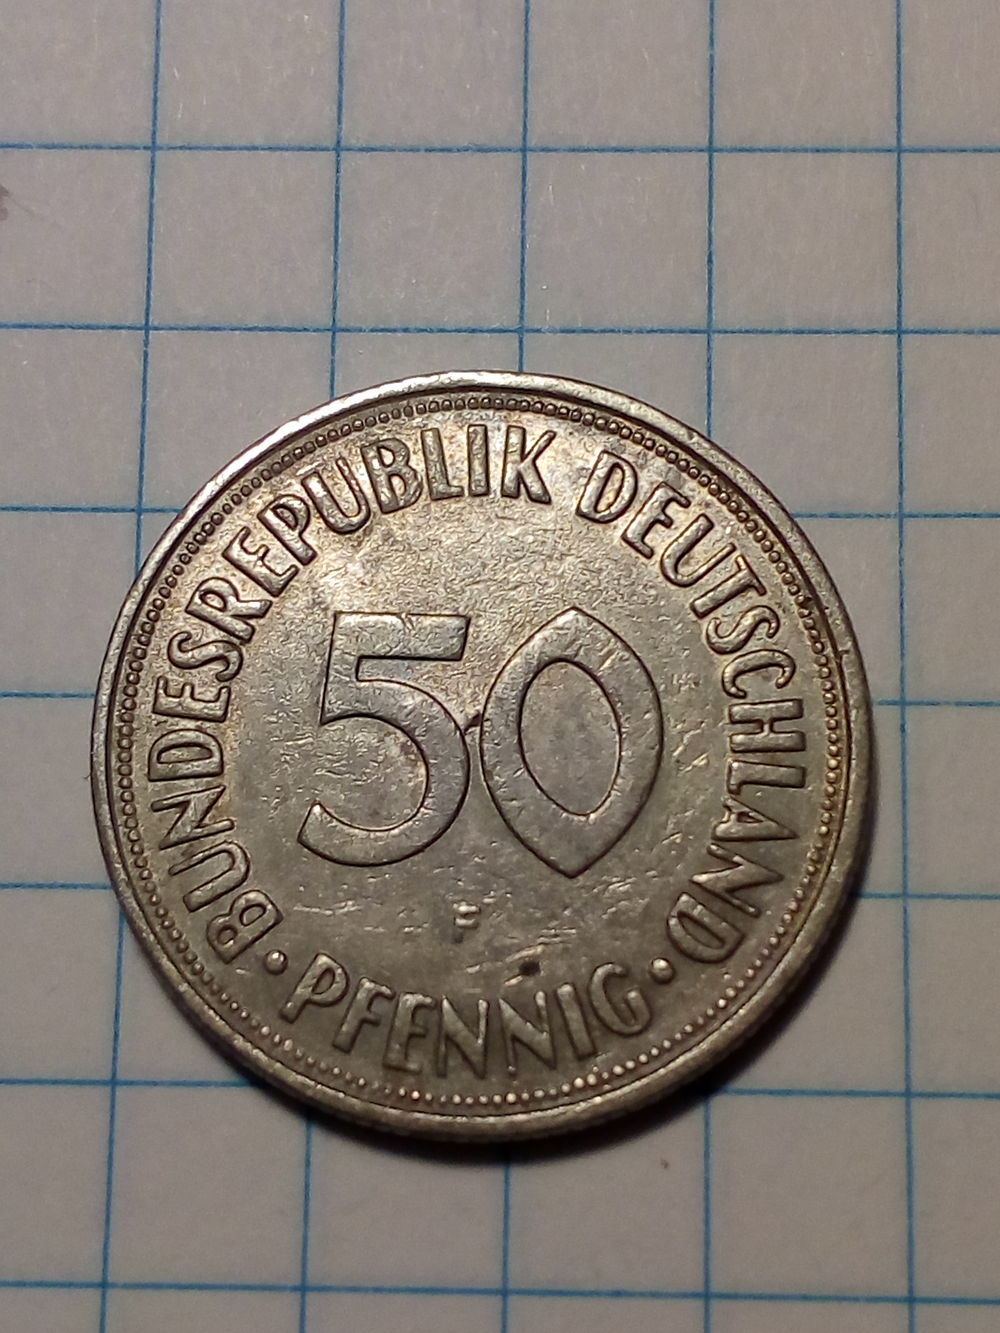 BUNDESREPUBLIK DEUTSCHLAND
50
F
· PFENNIG ·